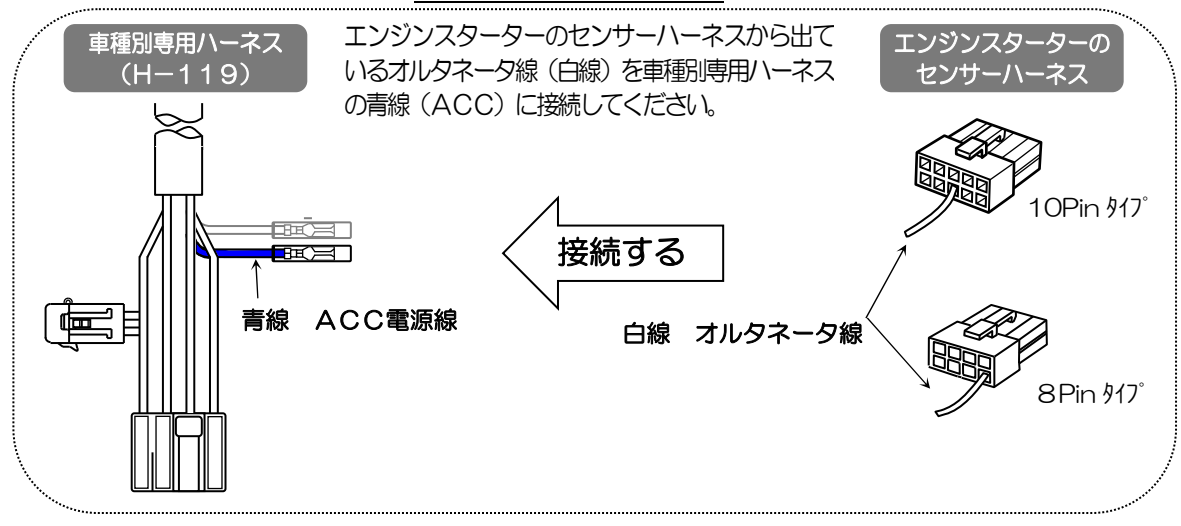 車種別専用ハーネス
（H－119）
エンジンスターターのセンサーハーネスから出て
いるオルタネータ線（白線）を車種別専用ハーネス
の青線（ACC）に接続してください。
エンジンスターターの
センサーハーネス
10Pin ﾀｲﾌﾟ
接続する
青線　ACC電源線
白線　オルタネータ線
8Pin ﾀｲﾌﾟ